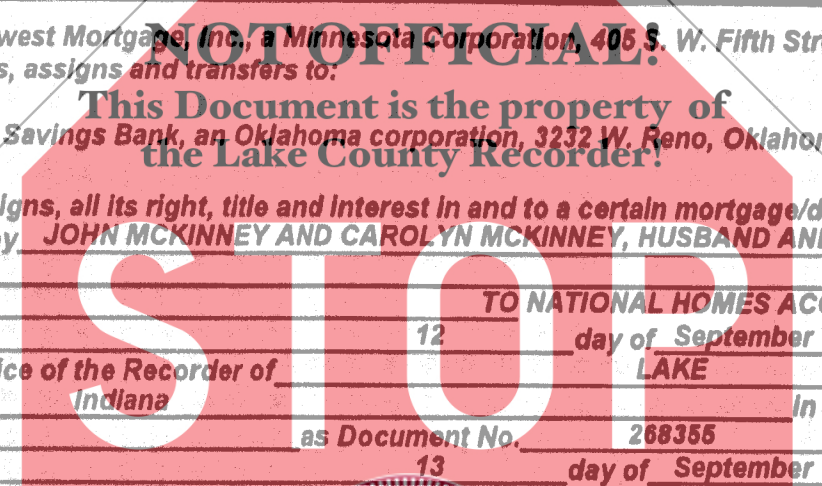 west Mortgage, Inc., a Minnesota Corporation, 405 S. W. Fifth Str
NOT OFFICIAL!
s, assigns and transfers to:
This Document is the property of
Savings Bank, an Oklahoma corporation, 3232 W. Reno, Oklahom
the Lake County Recorder!
igns, all its right, title and interest in and to a certain mortgage/d
y JOHN MCKINNEY AND CAROLYN MCKINNEY, HUSBAND AN
STOP
TO NATIONAL HOMES ACC
12 day of September
ice of the Recorder of LAKE
Indiana in
as Document No. 268355
13 day of September